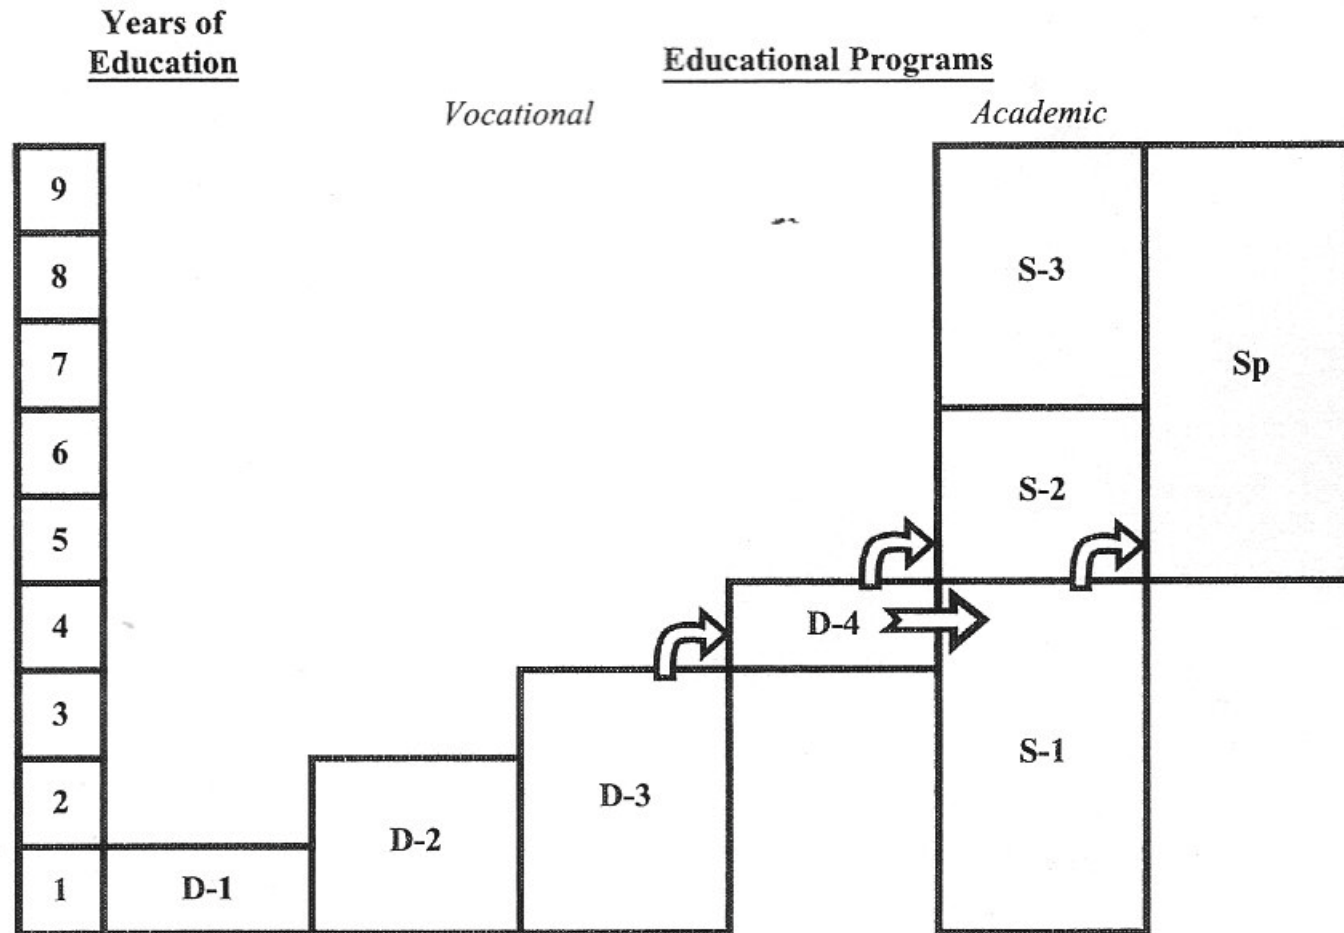 Years of
Education
Educational Programs
Vocational
Academic
9
8
S-3
7
Sp
6
S-2
5
4
D-4
3
S-1
2
D-3
D-2
1
D-1